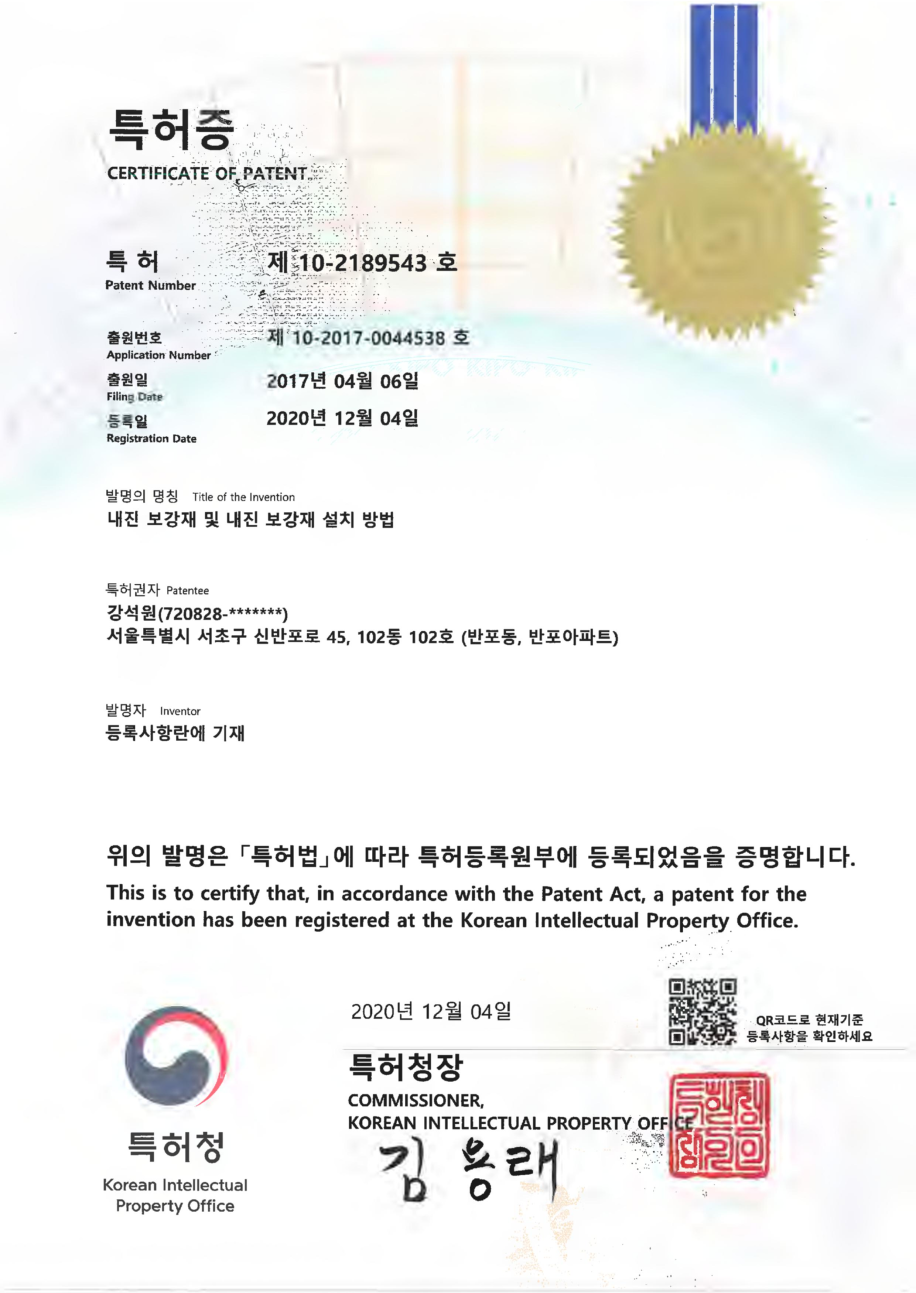 특허증
CERTIFICATE OF PATENT
특 허 제 10-2189543 호
Patent Number
출원번호 제 10-2017-0044538 호
Application Number
출원일 2017년 04월 06일
Filing Date
등록일 2020년 12월 04일
Registration Date
발명의 명칭 Title of the Invention
내진 보강재 및 내진 보강재 설치 방법
특허권자 Patentee
강석원(720828-*******)
서울특별시 서초구 신반포로 45, 102동 102호 (반포동, 반포아파트)
발명자 Inventor
등록사항란에 기재
위의 발명은 「특허법」에 따라 특허등록원부에 등록되었음을 증명합니다.
This is to certify that, in accordance with the Patent Act, a patent for the
invention has been registered at the Korean Intellectual Property Office.
2020년 12월 04일
QR코드로 현재기준
등록사항을 확인하세요
특허청장
COMMISSIONER,
KOREAN INTELLECTUAL PROPERTY OFFICE
김용래
특허청
Korean Intellectual
Property Office